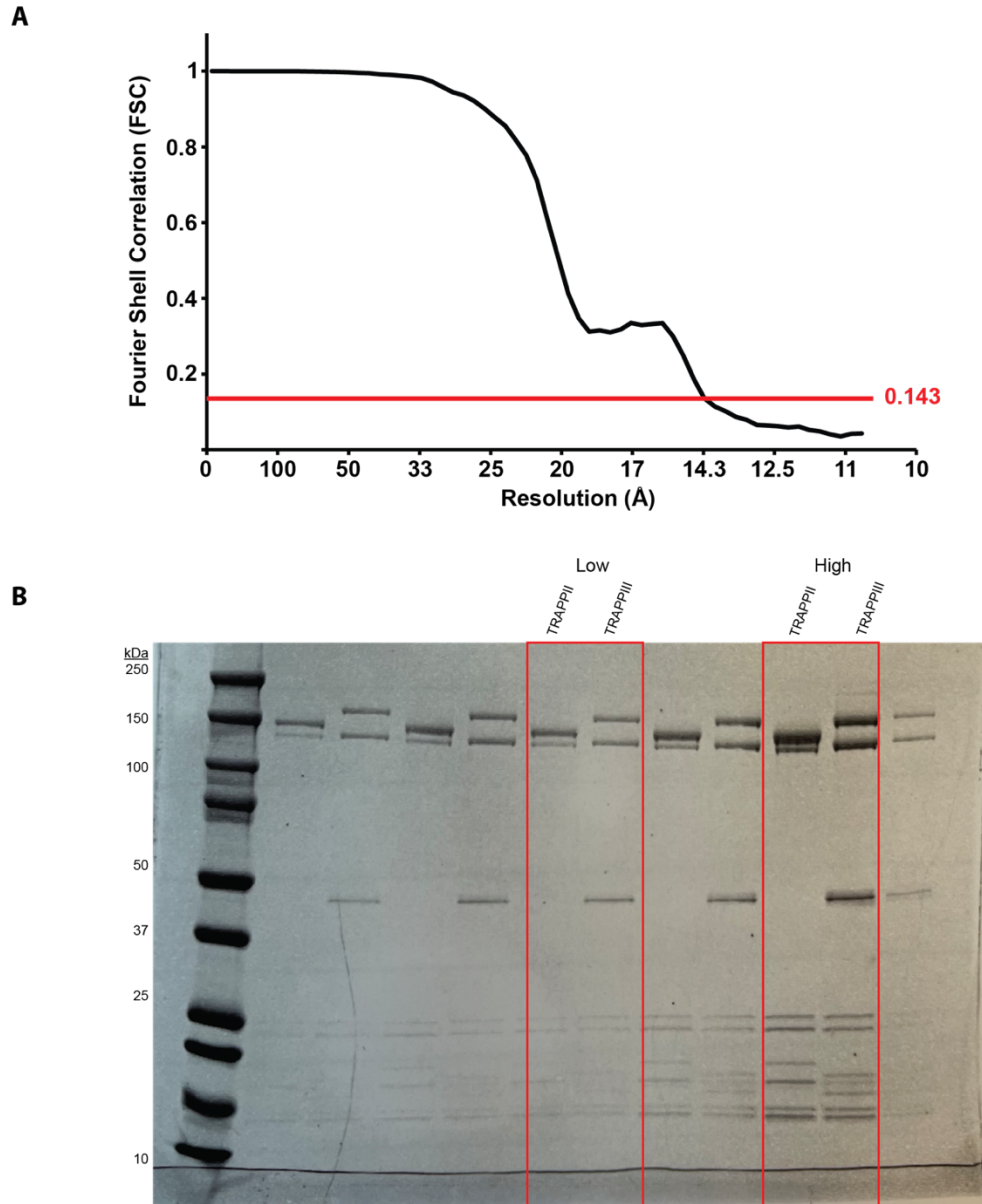 A
Fourier Shell Correlation (FSC)
1
0.8
0.6
0.4
0.2
0.143
0 100 50 33 25 20 17 14.3 12.5 11 10
Resolution (Å)
B
Low High
TRAPPII TRAPPIII TRAPPII TRAPPIII
kDa
250
150
100
50
37
25
10